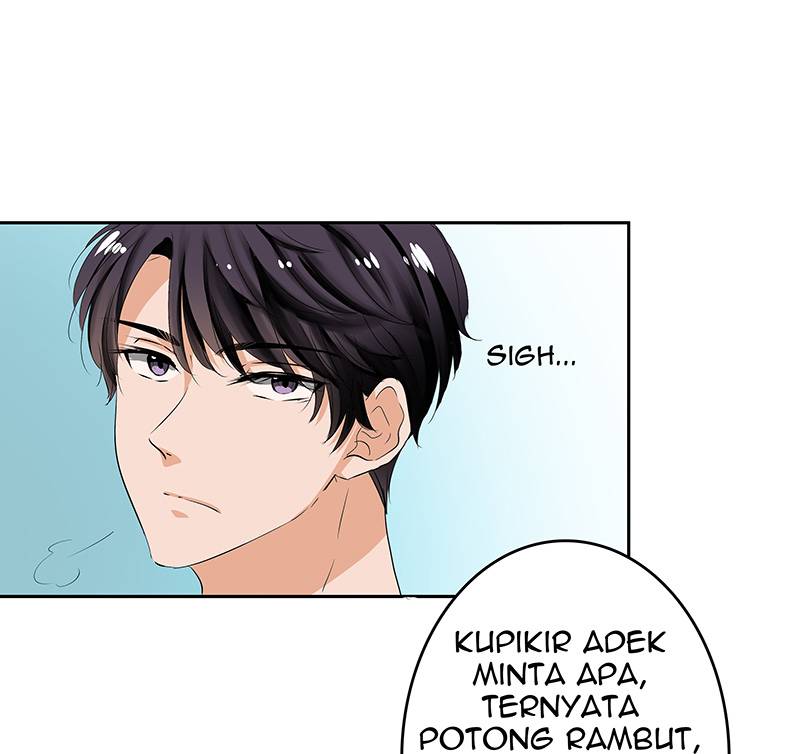 SIGH...
KUPIKIR ADEK
MINTA APA,
TERNYATA
POTONG RAMBUT,